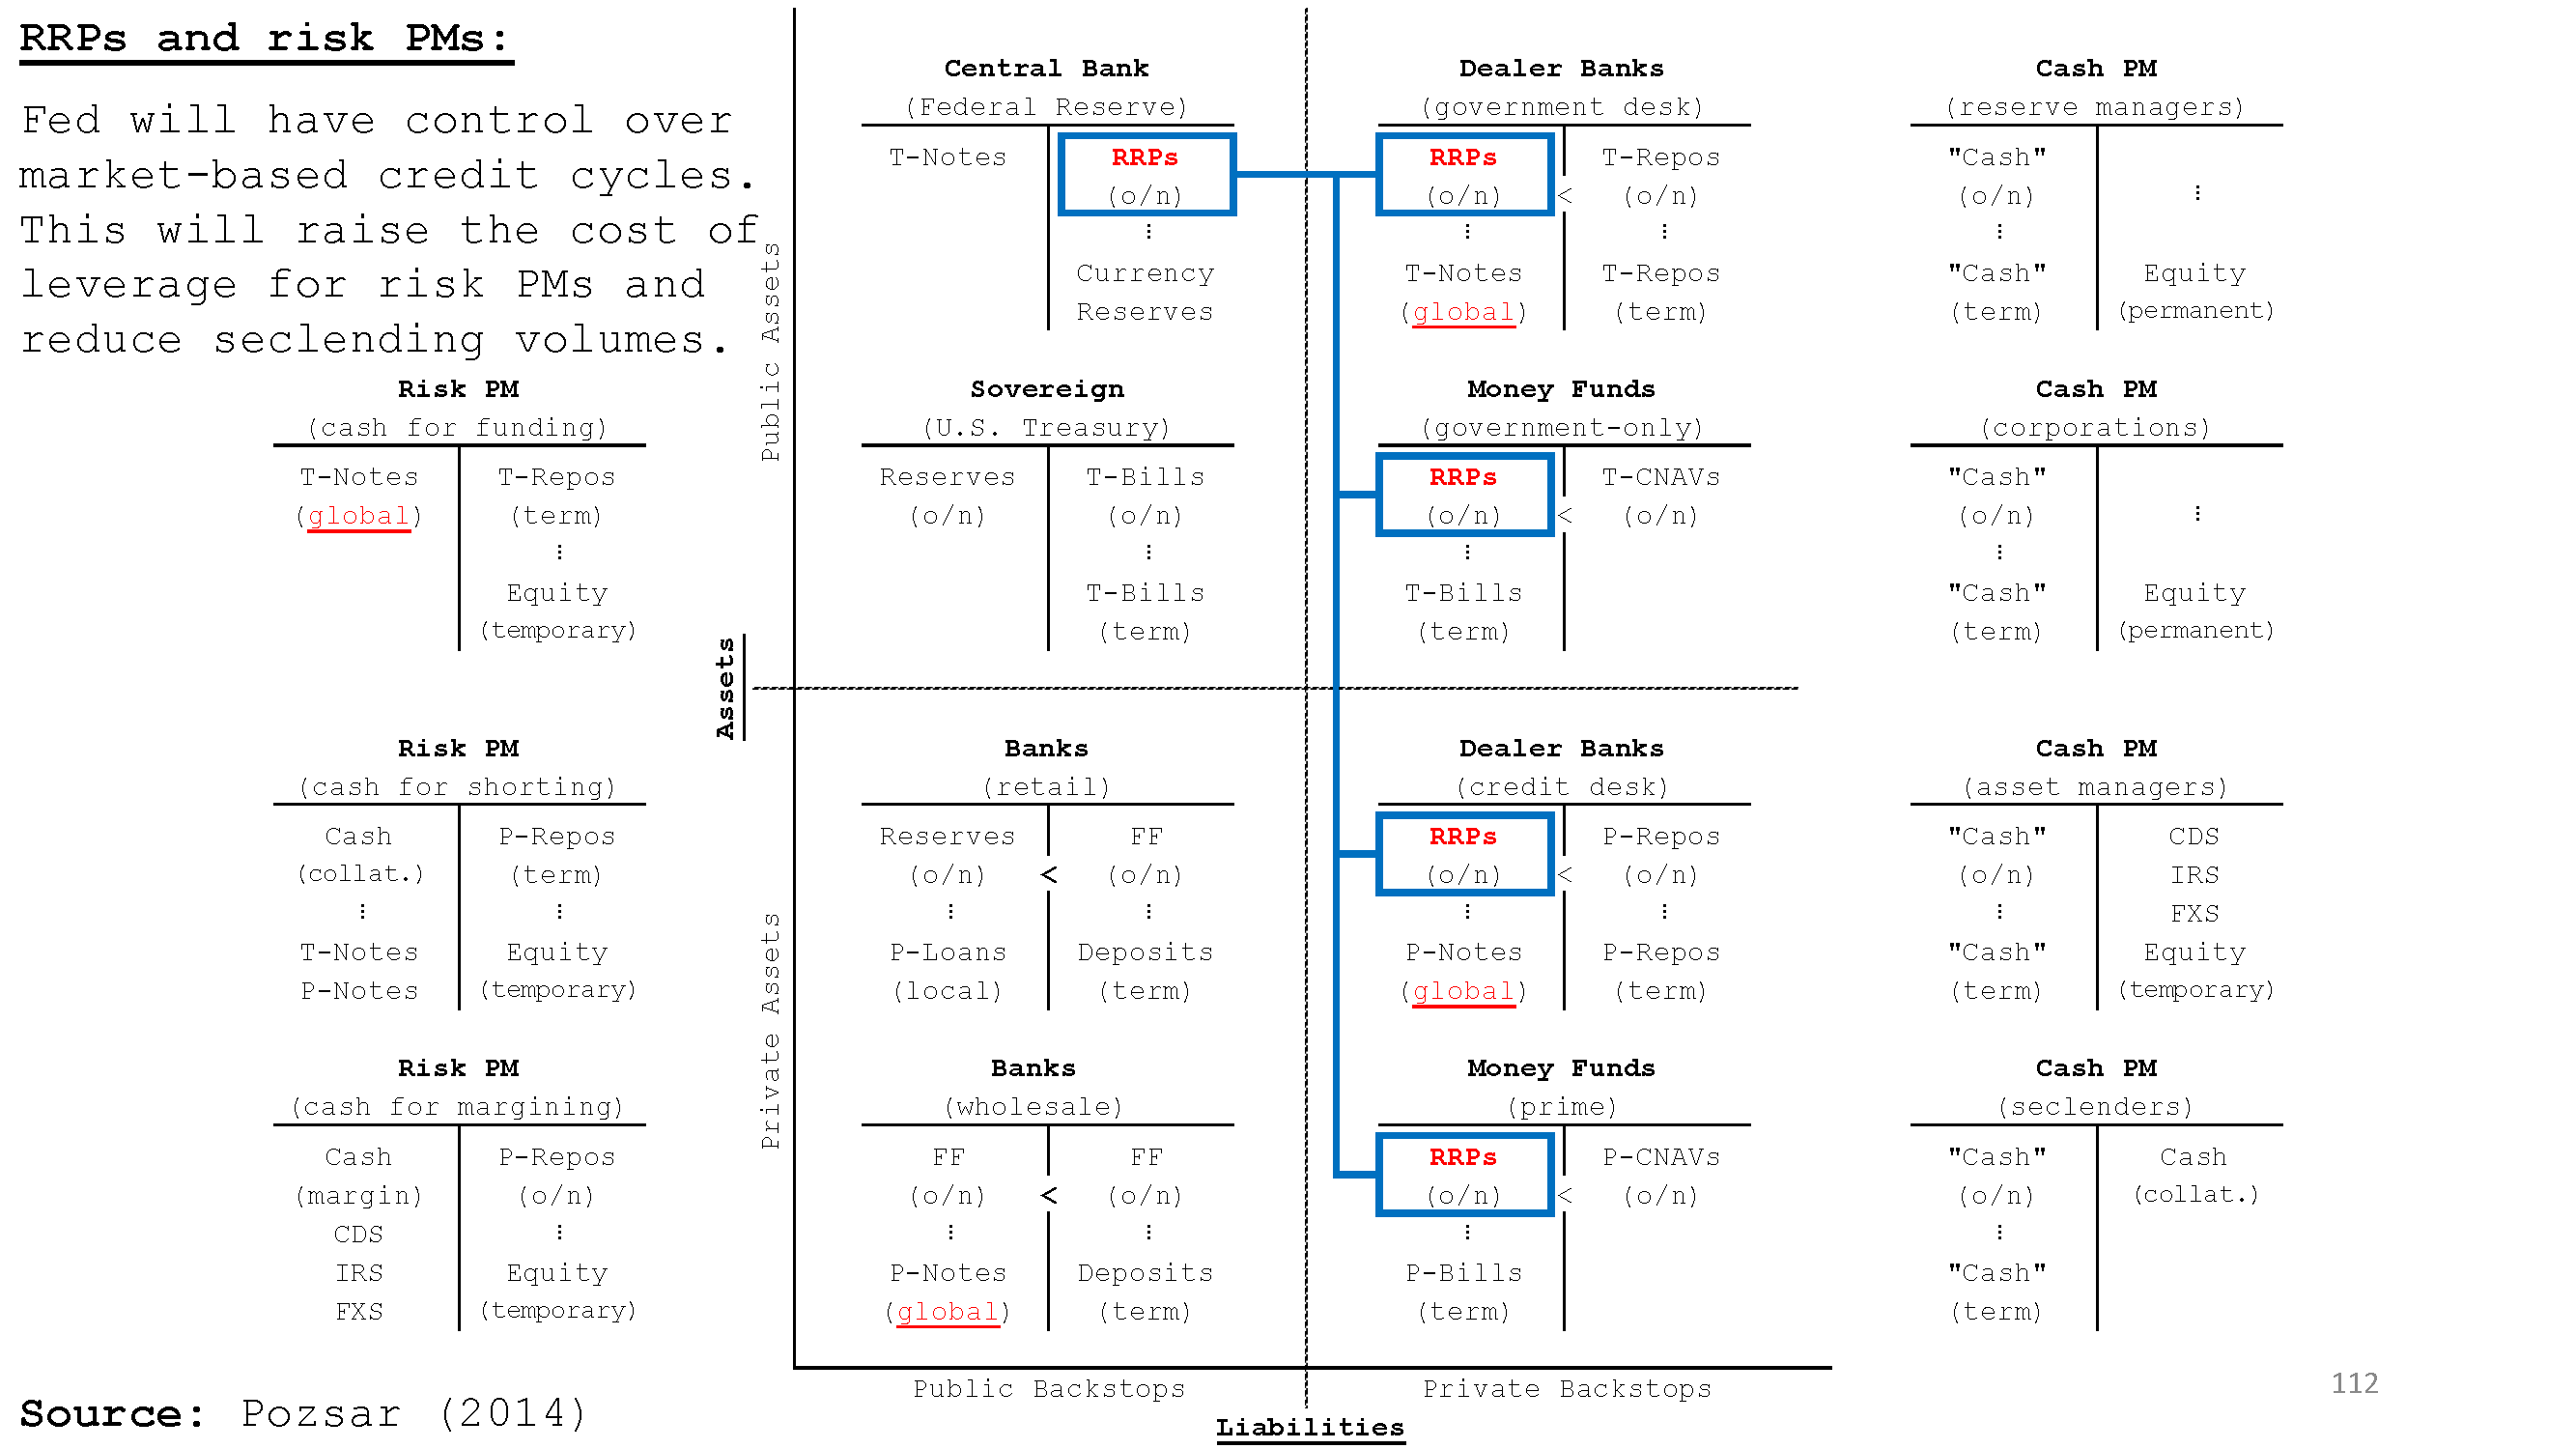 RRPs and risk PMs:
Fed will have control over
market-based credit cycles.
This will raise the cost of
leverage for risk PMs and
reduce seclending volumes.
Risk PM
(cash for funding)
T-Notes T-Repos
(global) (term)
⋮
Equity
(temporary)
Risk PM
(cash for shorting)
Cash P-Repos
(collat.) (term)
⋮ ⋮
T-Notes Equity
P-Notes (temporary)
Risk PM
(cash for margining)
Cash P-Repos
(margin) (o/n)
CDS ⋮
IRS Equity
FXS (temporary)
Assets
Public Assets
Private Assets
Central Bank
(Federal Reserve)
T-Notes RRPs
(o/n)
⋮
Currency
Reserves
Sovereign
(U.S. Treasury)
Reserves T-Bills
(o/n) (o/n)
⋮
T-Bills
(term)
Banks
(retail)
Reserves FF
(o/n) < (o/n)
⋮ ⋮
P-Loans Deposits
(local) (term)
Banks
(wholesale)
FF FF
(o/n) < (o/n)
⋮ ⋮
P-Notes Deposits
(global) (term)
Dealer Banks
(government desk)
RRPs T-Repos
(o/n) < (o/n)
⋮ ⋮
T-Notes T-Repos
(global) (term)
Money Funds
(government-only)
RRPs T-CNAVs
(o/n) < (o/n)
⋮
T-Bills
(term)
Dealer Banks
(credit desk)
RRPs P-Repos
(o/n) < (o/n)
⋮ ⋮
P-Notes P-Repos
(global) (term)
Money Funds
(prime)
RRPs P-CNAVs
(o/n) < (o/n)
⋮
P-Bills
(term)
Cash PM
(reserve managers)
"Cash"
(o/n) ⋮
⋮
"Cash" Equity
(term) (permanent)
Cash PM
(corporations)
"Cash"
(o/n) ⋮
⋮
"Cash" Equity
(term) (permanent)
Cash PM
(asset managers)
"Cash" CDS
(o/n) IRS
⋮ FXS
"Cash" Equity
(term) (temporary)
Cash PM
(seclenders)
"Cash" Cash
(o/n) (collat.)
⋮
"Cash"
(term)
Public Backstops Private Backstops
Liabilities
Source: Pozsar (2014)
112